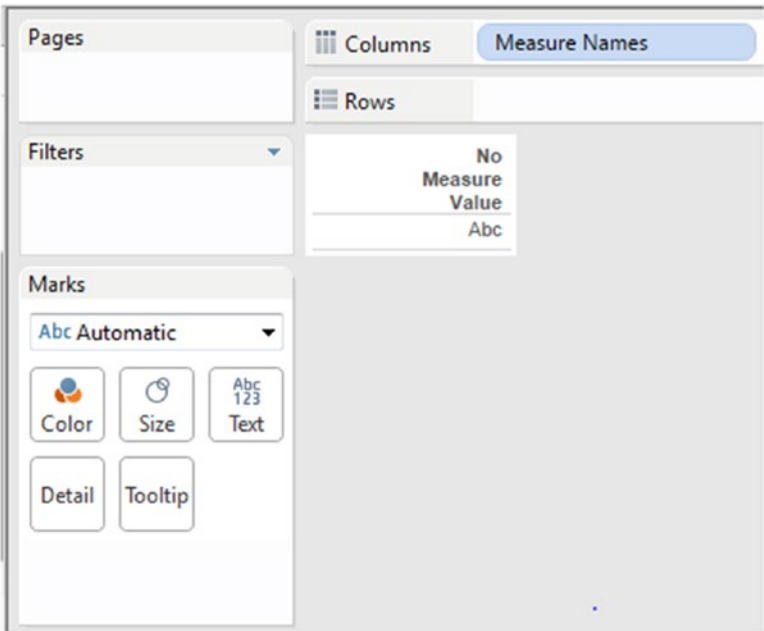 Pages
Columns
Measure Names
Rows
Filters
No
Measure
Value
Abc
Marks
Abc Automatic
Color
Size
Abc
123
Text
Detail
Tooltip